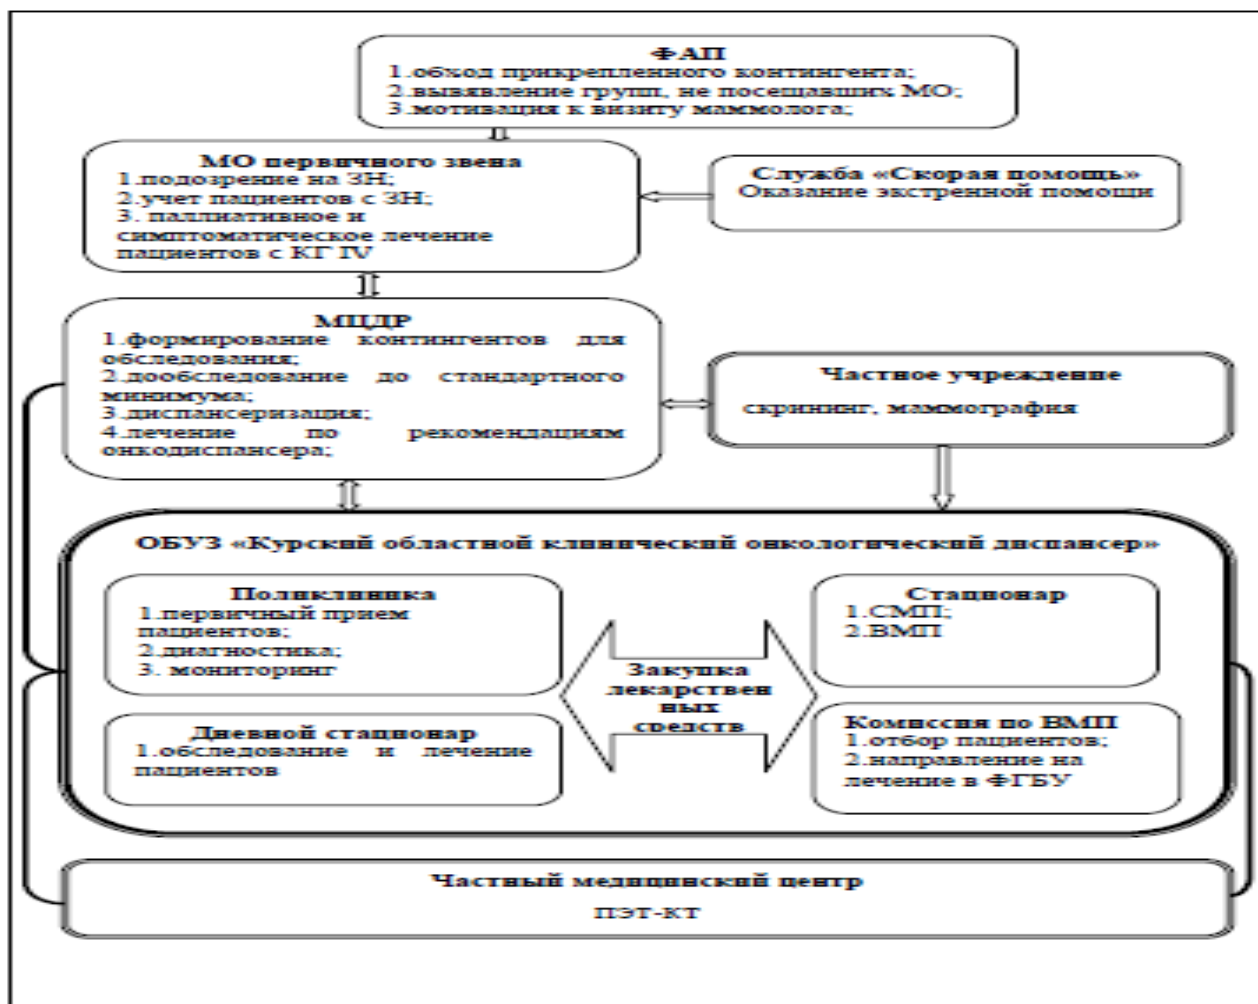 ФАП
1.обход прикрепленного контингента;
2.вывявление групп, не посещавших МО;
3.мотивация к визиту маммолога;
МО первичного звена
1.подозрение на ЗН;
2.учет пациентов с ЗН;
3. паллиативное и
симптоматическое лечение
пациентов с КГ IV
Служба «Скорая помощь»
Оказание экстренной помощи
МЦДР
1.формирование контингентов для
обследования;
2.дообследование до стандартного
минимума;
3.диспансеризация;
4.лечение по рекомендациям
онкодиспансера;
Частное учреждение
скрининг, маммография
ОБУЗ «Курский областной клинический онкологический диспансер»
Поликлиника
1.первичный прием
пациентов;
2.диагностика;
3. мониторинг
Дневной стационар
1.обследование и лечение
пациентов
Закупка
лекарствен
ных
средств
Стационар
1.СМП;
2.ВМП
Комиссия по ВМП
1.отбор пациентов;
2.направление на
лечение в ФГБУ
Частный медицинский центр
ПЭТ-КТ